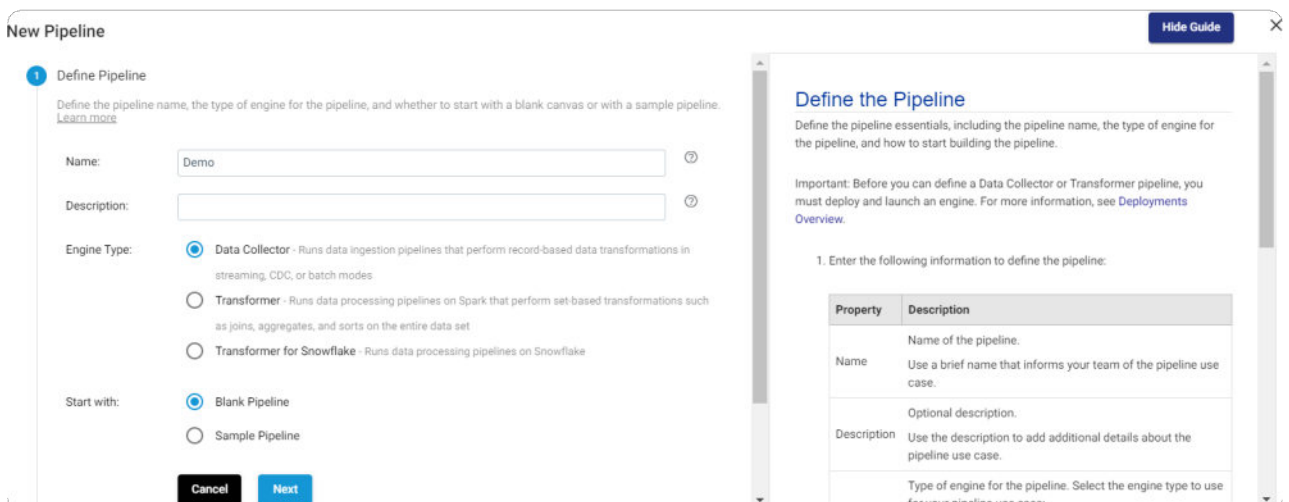 New Pipeline
Hide Guide
1 Define Pipeline
Define the pipeline name, the type of engine for the pipeline, and whether to start with a blank canvas or with a sample pipeline.
Learn more
Name:
Demo
Description:
Engine Type:
Data Collector - Runs data ingestion pipelines that perform record-based data transformations in
streaming, CDC, or batch modes
Transformer - Runs data processing pipelines on Spark that perform set-based transformations such
as joins, aggregates, and sorts on the entire data set
Transformer for Snowflake - Runs data processing pipelines on Snowflake
Start with:
Blank Pipeline
Sample Pipeline
Cancel
Next
Define the Pipeline
Define the pipeline essentials, including the pipeline name, the type of engine for
the pipeline, and how to start building the pipeline.
Important: Before you can define a Data Collector or Transformer pipeline, you
must deploy and launch an engine. For more information, see Deployments
Overview.
1. Enter the following information to define the pipeline:
Property Description
Name
Name of the pipeline.
Use a brief name that informs your team of the pipeline use
case.
Description
Optional description.
Use the description to add additional details about the
pipeline use case.
Type of engine for the pipeline. Select the engine type to use
for your pipeline use case: